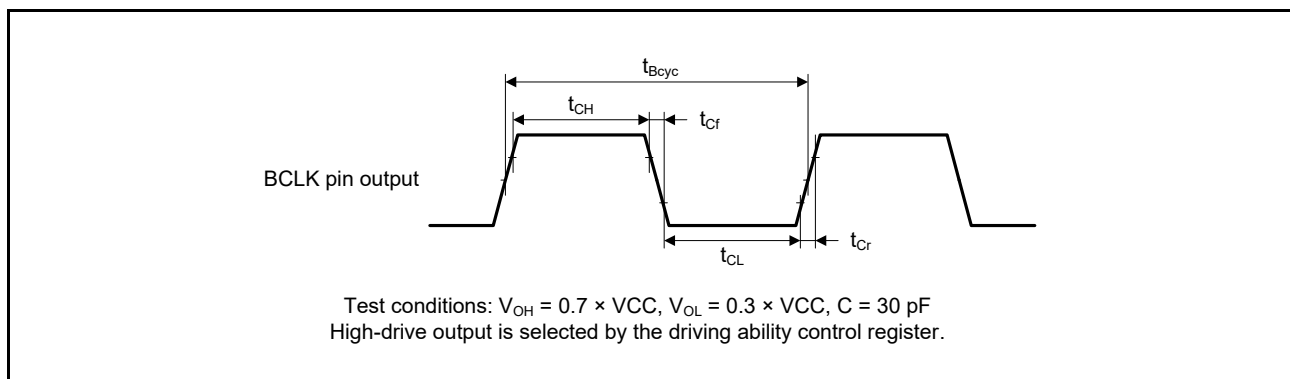 tBcyc
tCH
tCf
BCLK pin output
tCL
tCr
Test conditions: VOH = 0.7 × VCC, VOL = 0.3 × VCC, C = 30 pF
High-drive output is selected by the driving ability control register.